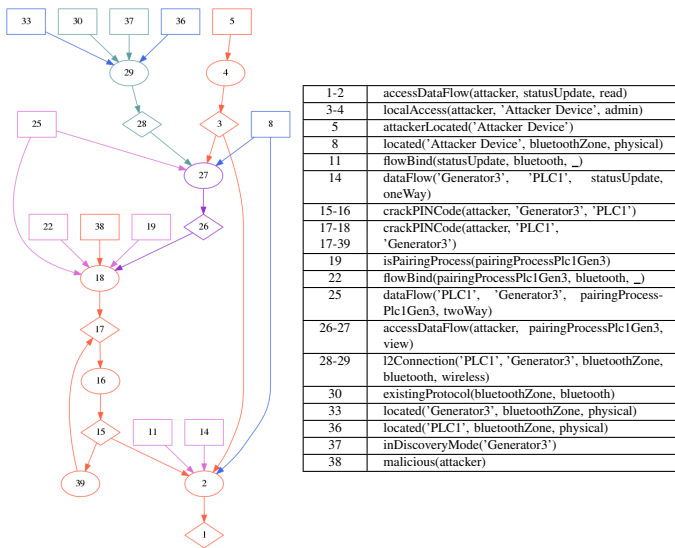 33 30 37 36 5
29 4
25 28 3 8
27
22 38 19 26
18
17
16
15 11 14
39 2
1
1-2 accessDataFlow(attacker, statusUpdate, read)
3-4 localAccess(attacker, 'Attacker Device', admin)
5 attackerLocated('Attacker Device')
8 located('Attacker Device', bluetoothZone, physical)
11 flowBind(statusUpdate, bluetooth, _)
14 dataFlow('Generator3', 'PLC1', statusUpdate,
oneWay)
15-16 crackPINCode(attacker, 'Generator3', 'PLC1')
17-18 crackPINCode(attacker, 'PLC1',
17-39 'Generator3')
19 isPairingProcess(pairingProcessPlc1Gen3)
22 flowBind(pairingProcessPlc1Gen3, bluetooth, _)
25 dataFlow('PLC1', 'Generator3', pairingProcess-
Plc1Gen3, twoWay)
26-27 accessDataFlow(attacker, pairingProcessPlc1Gen3,
view)
28-29 l2Connection('PLC1', 'Generator3', bluetoothZone,
bluetooth, wireless)
30 existingProtocol(bluetoothZone, bluetooth)
33 located('Generator3', bluetoothZone, physical)
36 located('PLC1', bluetoothZone, physical)
37 inDiscoveryMode('Generator3')
38 malicious(attacker)